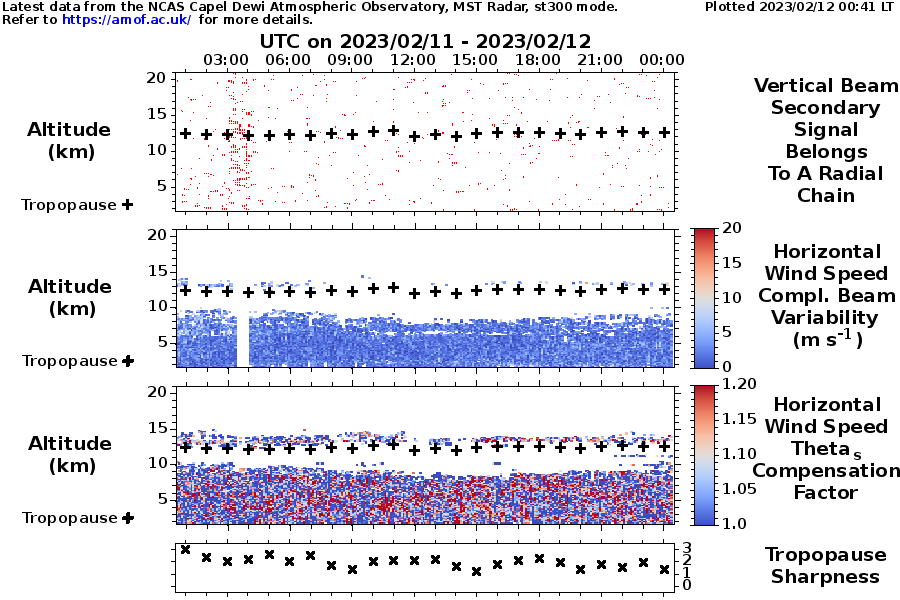 Latest data from the NCAS Capel Dewi Atmospheric Observatory, MST Radar, st300 mode.
Plotted 2023/02/12 00:41 LT
Refer to https://amof.ac.uk/ for more details.
UTC on 2023/02/11 - 2023/02/12
03:00 06:00 09:00 12:00 15:00 18:00 21:00 00:00
20
15
10
5
Altitude
(km)
Tropopause
Vertical Beam
Secondary
Signal
Belongs
To A Radial
Chain
20
15
10
5
Altitude
(km)
Tropopause
20
15
10
5
0
Horizontal
Wind Speed
Compl. Beam
Variability
(m s-1)
20
15
10
5
Altitude
(km)
Tropopause
1.20
1.15
1.10
1.05
1.0
Horizontal
Wind Speed
Theta s
Compensation
Factor
3
2
1
0
Tropopause
Sharpness